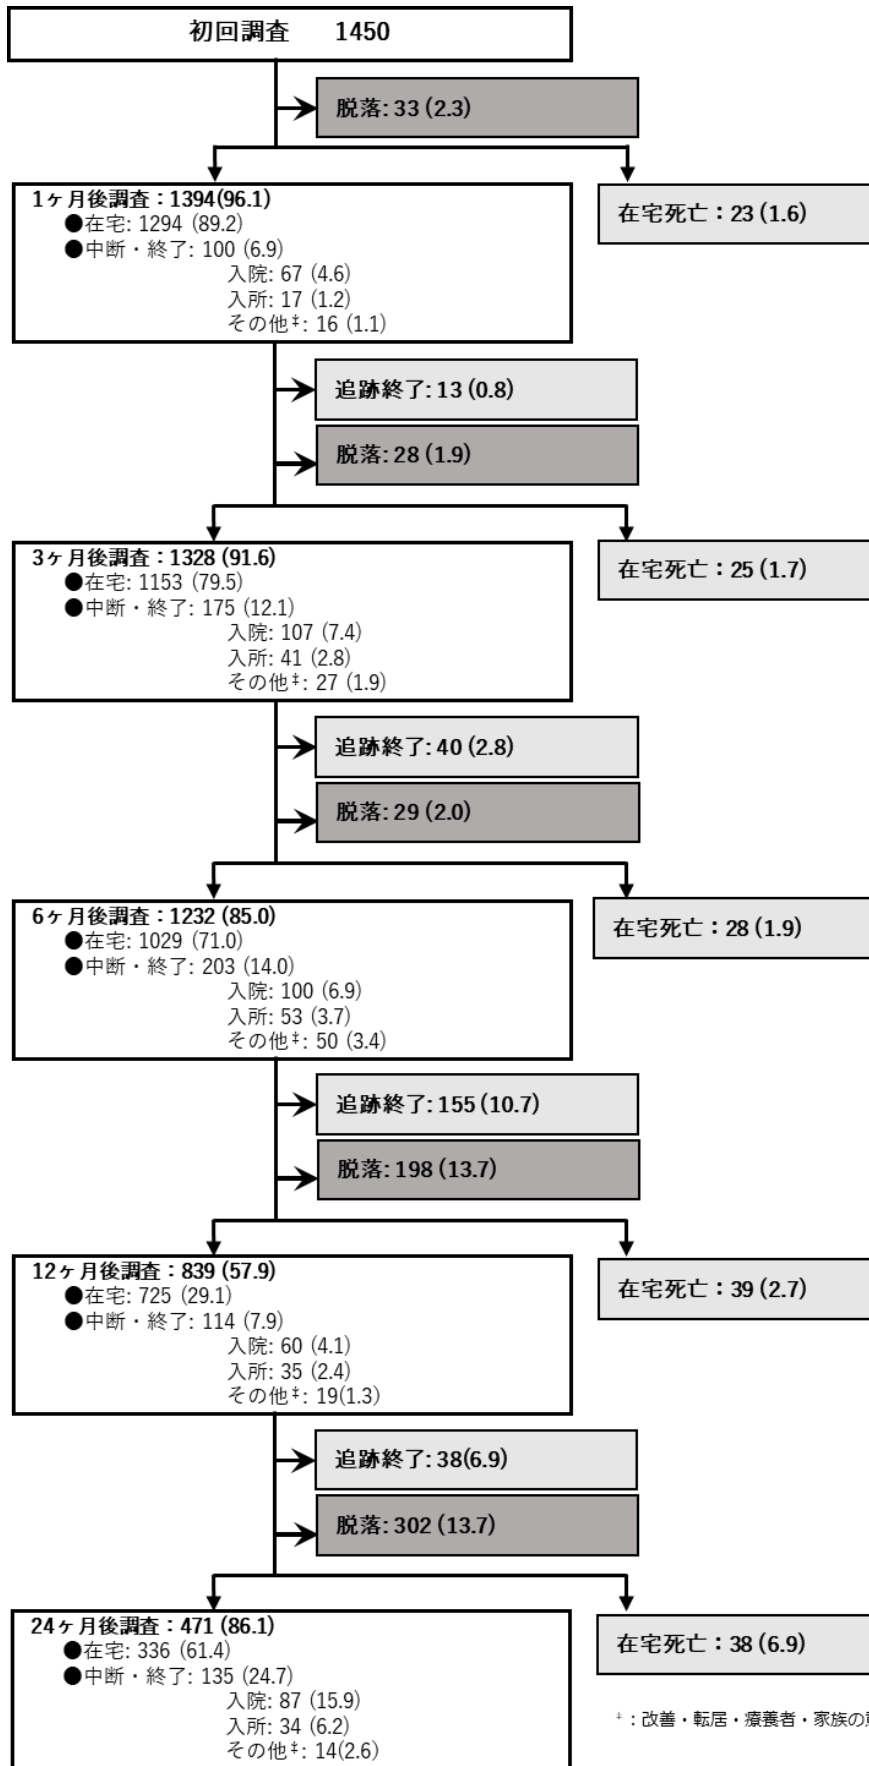 初回調査 1450
脱落: 33 (2.3)
1ヶ月後調査：1394(96.1)
●在宅: 1294 (89.2)
●中断・終了: 100 (6.9)
入院: 67 (4.6)
入所: 17 (1.2)
その他‡: 16 (1.1)
在宅死亡：23 (1.6)
追跡終了: 13 (0.8)
脱落: 28 (1.9)
3ヶ月後調査：1328 (91.6)
●在宅: 1153 (79.5)
●中断・終了: 175 (12.1)
入院: 107 (7.4)
入所: 41 (2.8)
その他‡: 27 (1.9)
在宅死亡：25 (1.7)
追跡終了: 40 (2.8)
脱落: 29 (2.0)
6ヶ月後調査：1232 (85.0)
●在宅: 1029 (71.0)
●中断・終了: 203 (14.0)
入院: 100 (6.9)
入所: 53 (3.7)
その他‡: 50 (3.4)
在宅死亡：28 (1.9)
追跡終了: 155 (10.7)
脱落: 198 (13.7)
12ヶ月後調査：839 (57.9)
●在宅: 725 (29.1)
●中断・終了: 114 (7.9)
入院: 60 (4.1)
入所: 35 (2.4)
その他‡: 19(1.3)
在宅死亡：39 (2.7)
追跡終了: 38(6.9)
脱落: 302 (13.7)
24ヶ月後調査：471 (86.1)
●在宅: 336 (61.4)
●中断・終了: 135 (24.7)
入院: 87 (15.9)
入所: 34 (6.2)
その他‡: 14(2.6)
在宅死亡：38 (6.9)
‡：改善・転居・療養者・家族の